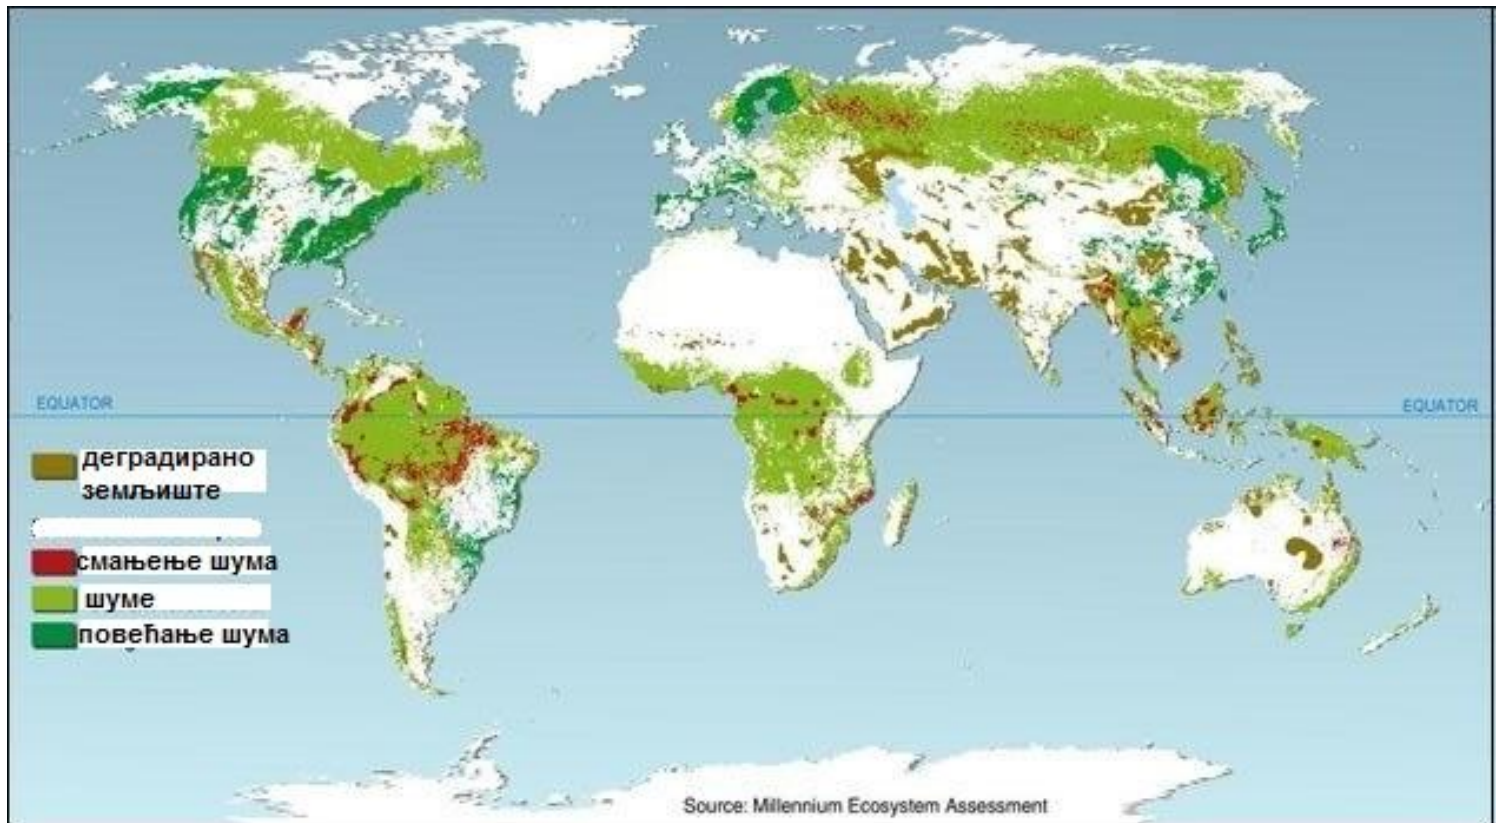 EQUATOR
EQUATOR
деградирано
земљиште
смањење шума
шуме
повећање шума
Source: Millennium Ecosystem Assessment